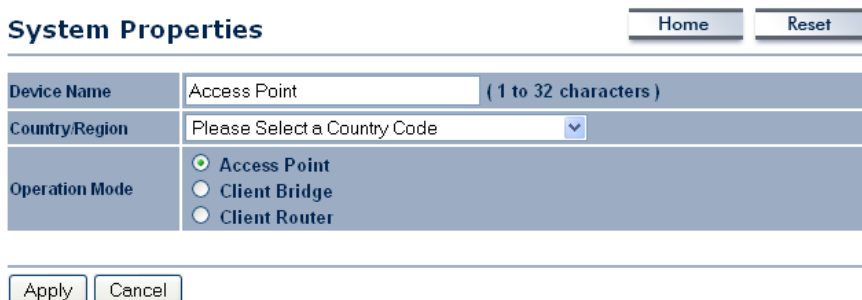 System Properties
Home
Reset
Device Name
Access Point
( 1 to 32 characters )
Country/Region
Please Select a Country Code
Operation Mode
Access Point
Client Bridge
Client Router
Apply
Cancel